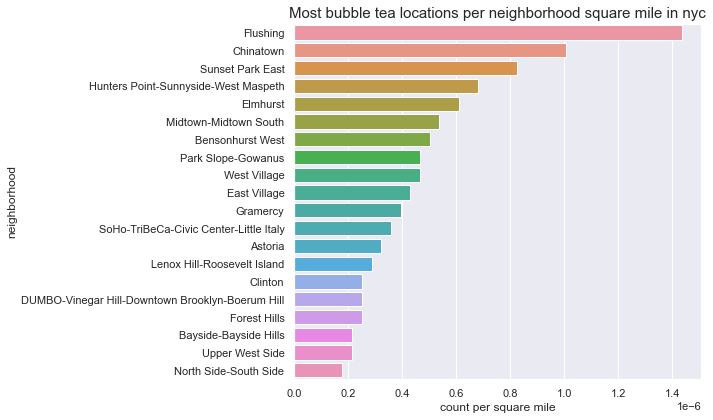 Most bubble tea locations per neighborhood square mile in nyc
neighborhood
Flushing
Chinatown
Sunset Park East
Hunters Point-Sunnyside-West Maspeth
Elmhurst
Midtown-Midtown South
Bensonhurst West
Park Slope-Gowanus
West Village
East Village
Gramercy
SoHo-TriBeCa-Civic Center-Little Italy
Astoria
Lenox Hill-Roosevelt Island
Clinton
DUMBO-Vinegar Hill-Downtown Brooklyn-Boerum Hill
Forest Hills
Bayside-Bayside Hills
Upper West Side
North Side-South Side
0.0 0.2 0.4 0.6 0.8 1.0 1.2 1.4
count per square mile
1e−6